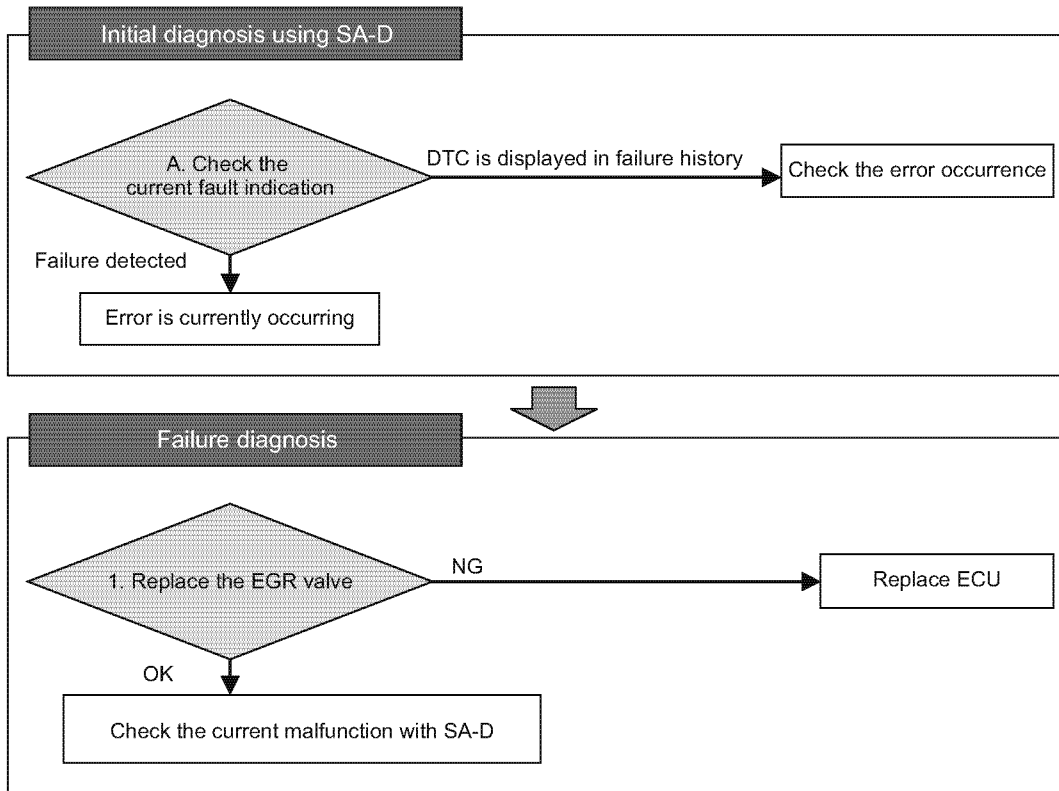 Initial diagnosis using SA-D
A. Check the
current fault indication
DTC is displayed in failure history
Check the error occurrence
Failure detected
Error is currently occurring
Failure diagnosis
1. Replace the EGR valve
NG
Replace ECU
OK
Check the current malfunction with SA-D